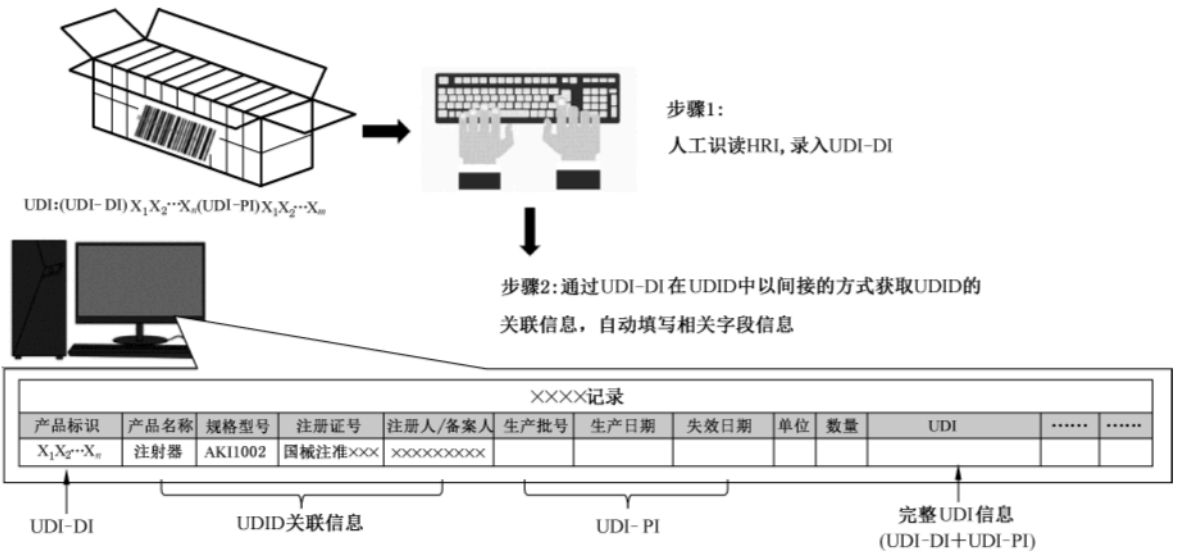 步骤1:
人工识读HRI, 录入UDI-DI
UDI:(UDI-DI)X₁X₂···Xₙ(UDI-PI)X₁X₂···Xₘ
步骤2:通过UDI-DI在UDID中以间接的方式获取UDID的
关联信息，自动填写相关字段信息
××××记录
产品标识 产品名称 规格型号 注册证号 注册人/备案人 生产批号 生产日期 失效日期 单位 数量 UDI ······ ······
X₁X₂···Xₙ 注射器 AKI1002 国械注准××× ×××××××××
UDI-DI UDID关联信息 UDI-PI 完整UDI信息
(UDI-DI+UDI-PI)